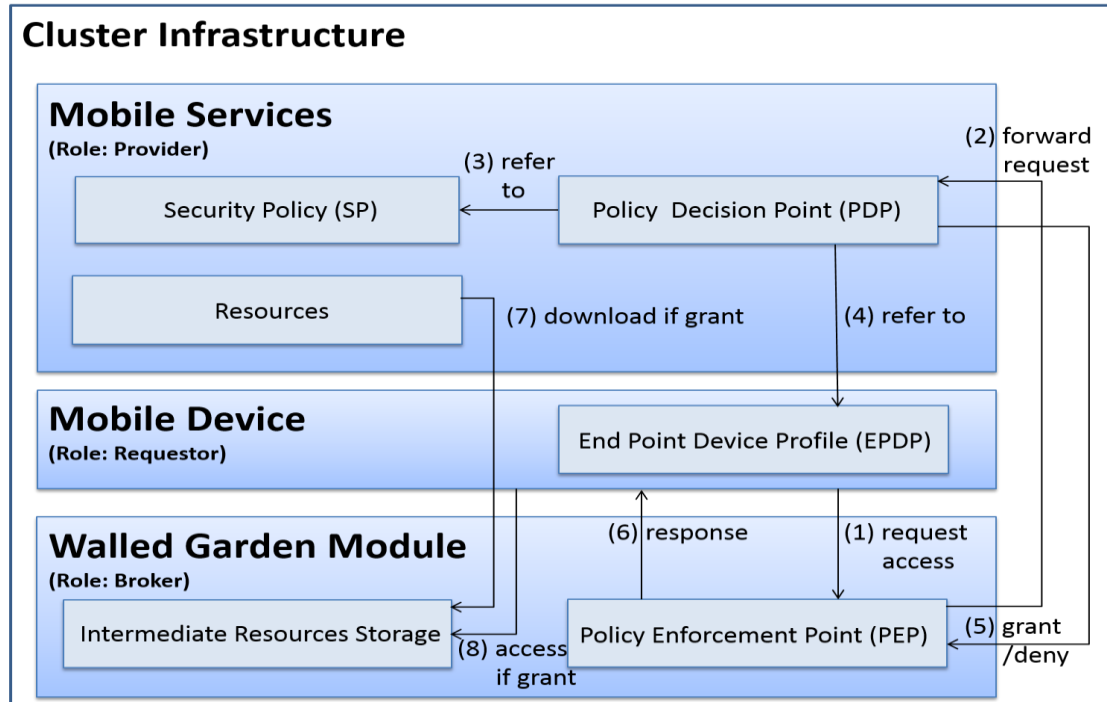 Cluster Infrastructure
Mobile Services
(Role: Provider)
(2) forward
request
(3) refer
to
Security Policy (SP)
Policy Decision Point (PDP)
Resources
(7) download if grant
(4) refer to
Mobile Device
(Role: Requestor)
End Point Device Profile (EPDP)
(6) response
(1) request
access
Walled Garden Module
(Role: Broker)
Intermediate Resources Storage
(8) access
if grant
Policy Enforcement Point (PEP)
(5) grant
/deny